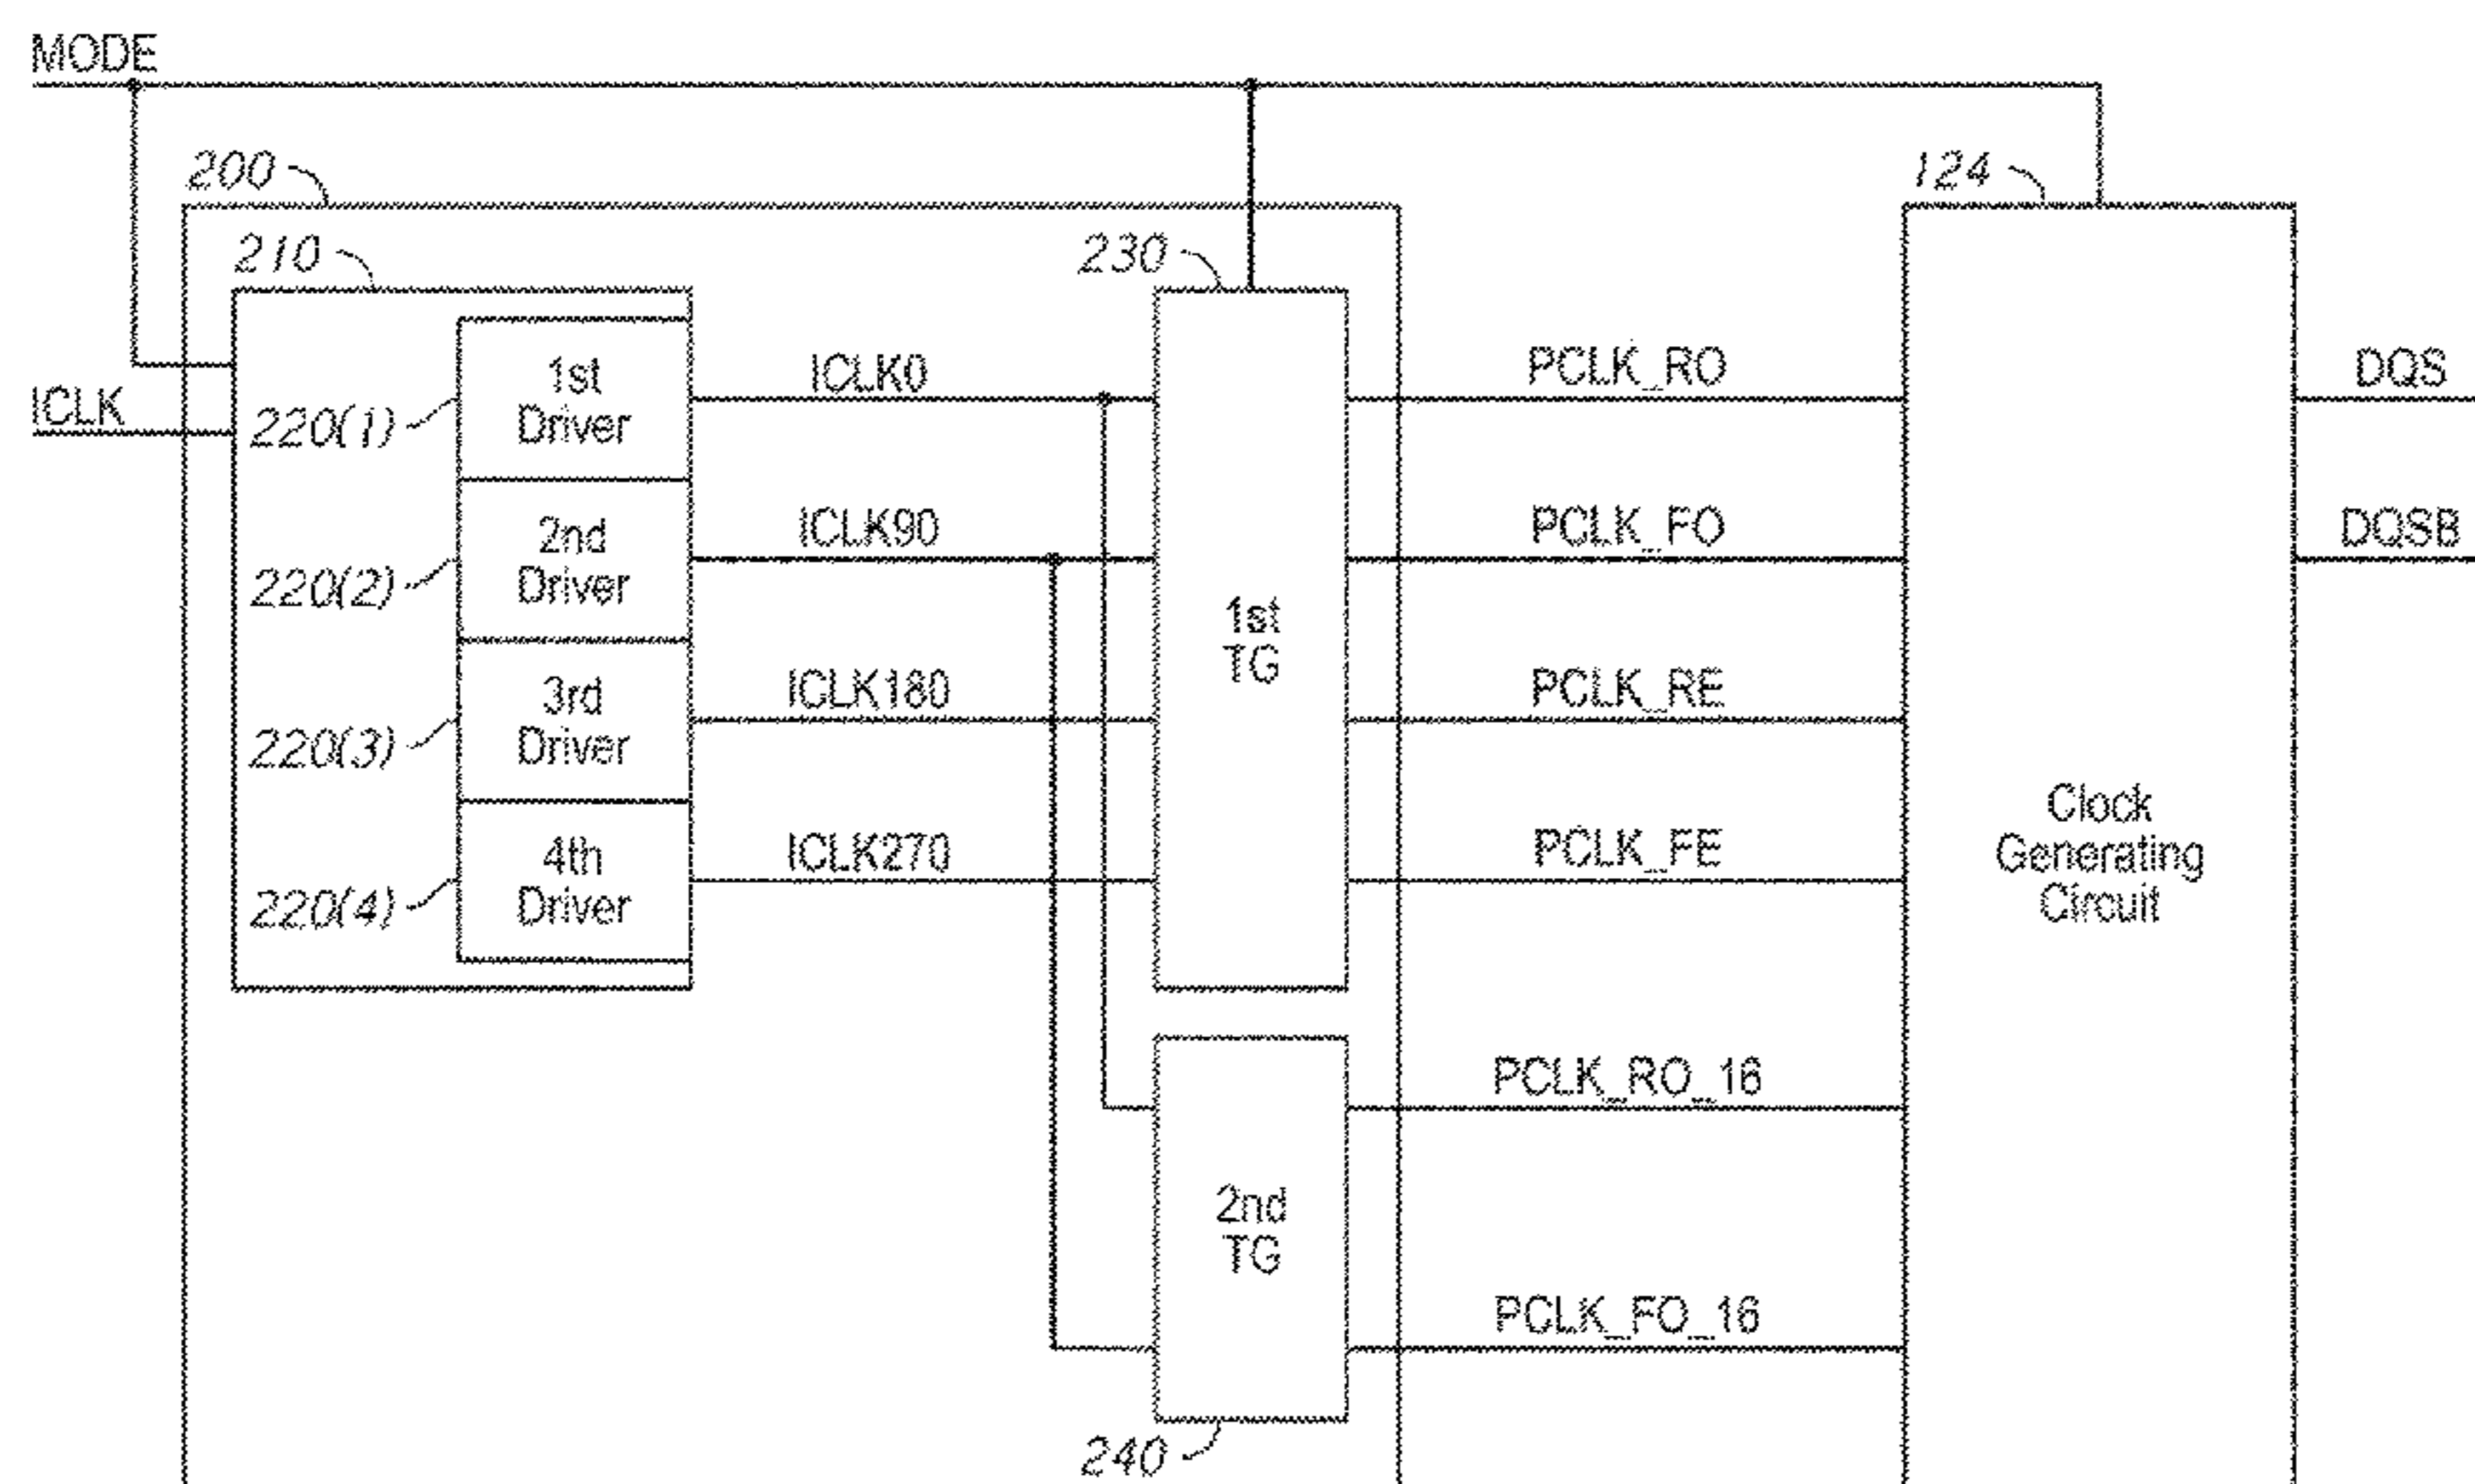 MODE
200
124
210
230
1st
Driver
ICLK0
PCLK_RO
DQS
ICLK
220(1)
2nd
Driver
ICLK90
PCLK_FO
DQSB
220(2)
1st
TG
3rd
Driver
ICLK180
PCLK_RE
220(3)
4th
Driver
ICLK270
PCLK_FE
Clock
Generating
Circuit
220(4)
2nd
TG
PCLK_RO_16
PCLK_FO_16
240